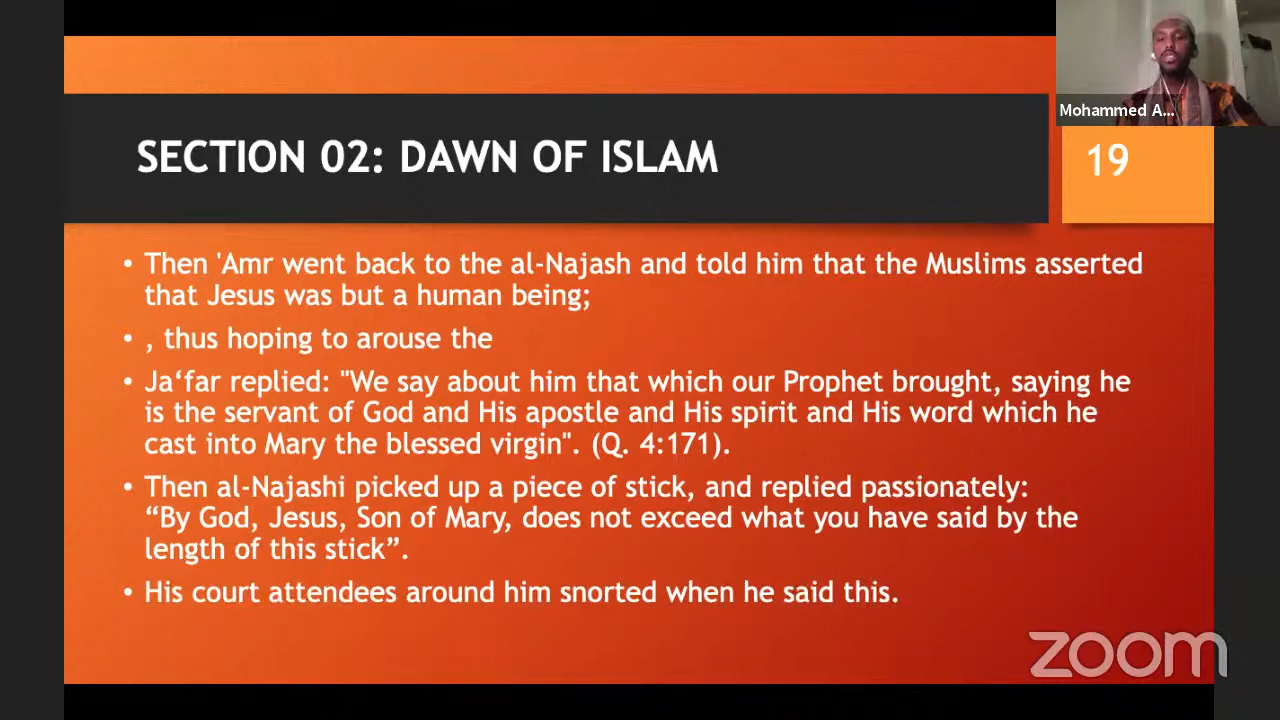 Mohammed A...
SECTION 02: DAWN OF ISLAM
19
• Then 'Amr went back to the al-Najash and told him that the Muslims asserted
that Jesus was but a human being;
• , thus hoping to arouse the
• Ja‘far replied: "We say about him that which our Prophet brought, saying he
is the servant of God and His apostle and His spirit and His word which he
cast into Mary the blessed virgin". (Q. 4:171).
• Then al-Najashi picked up a piece of stick, and replied passionately:
“By God, Jesus, Son of Mary, does not exceed what you have said by the
length of this stick”.
• His court attendees around him snorted when he said this.
zoom